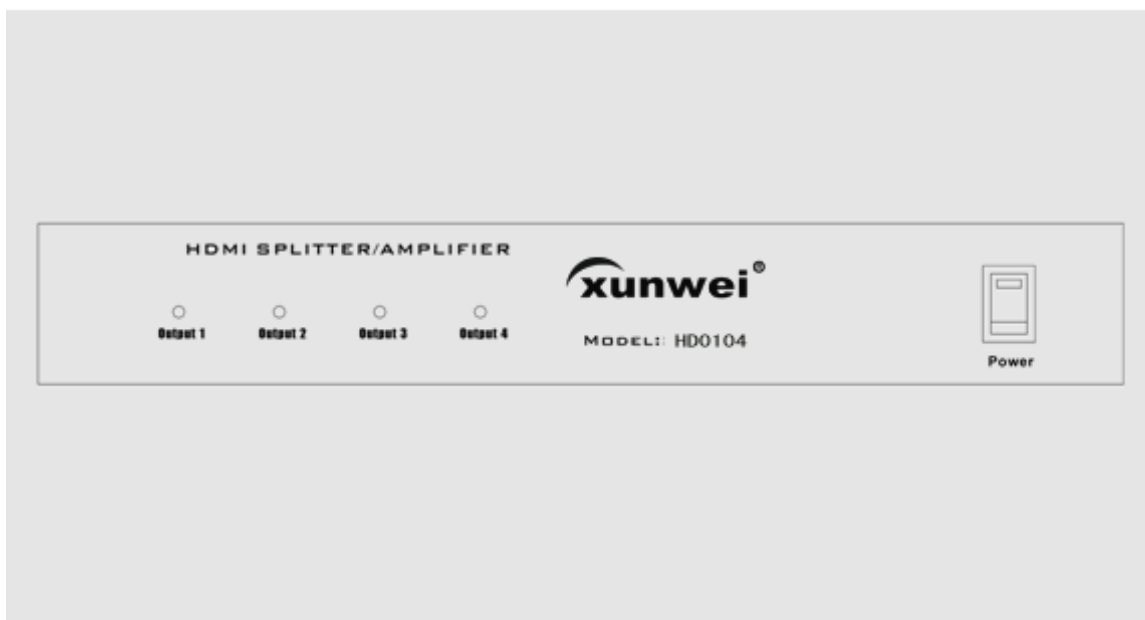 HDMI SPLITTER/AMPLIFIER
xunwei®
Output 1 Output 2 Output 3 Output 4
MODEL: HD0104
Power